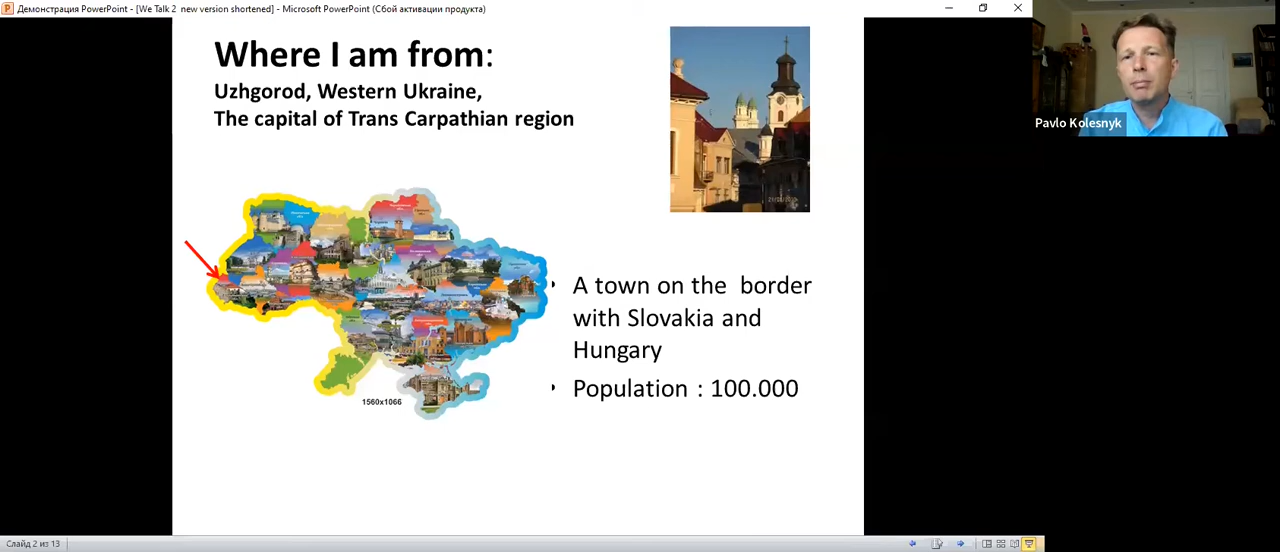 Демонстрация PowerPoint - [We Talk 2 new version shortened] - Microsoft PowerPoint (Сбой активации продукта)
Where I am from:
Uzhgorod, Western Ukraine,
The capital of Trans Carpathian region
Pavlo Kolesnyk
• A town on the border
with Slovakia and
Hungary
• Population : 100.000
1560x1066
Слайд 2 из 13